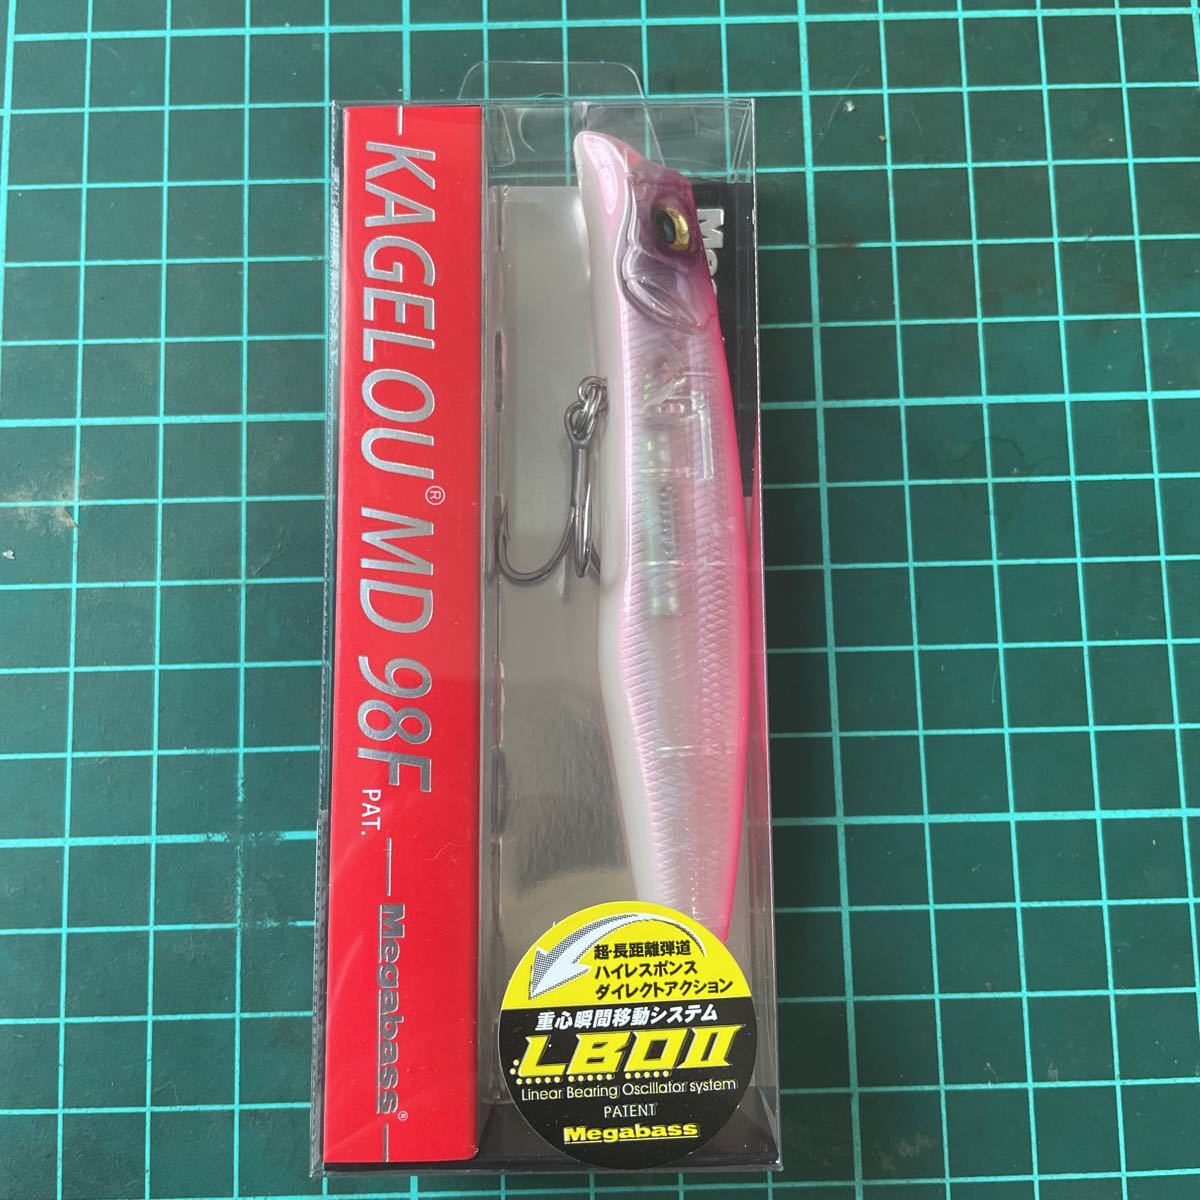 KAGELOU® MD 98F PAT. Megabass®
超・長距離弾道
ハイレスポンス
ダイレクトアクション
重心瞬間移動システム
LBOII
Linear Bearing Oscillator system
PATENT
Megabass